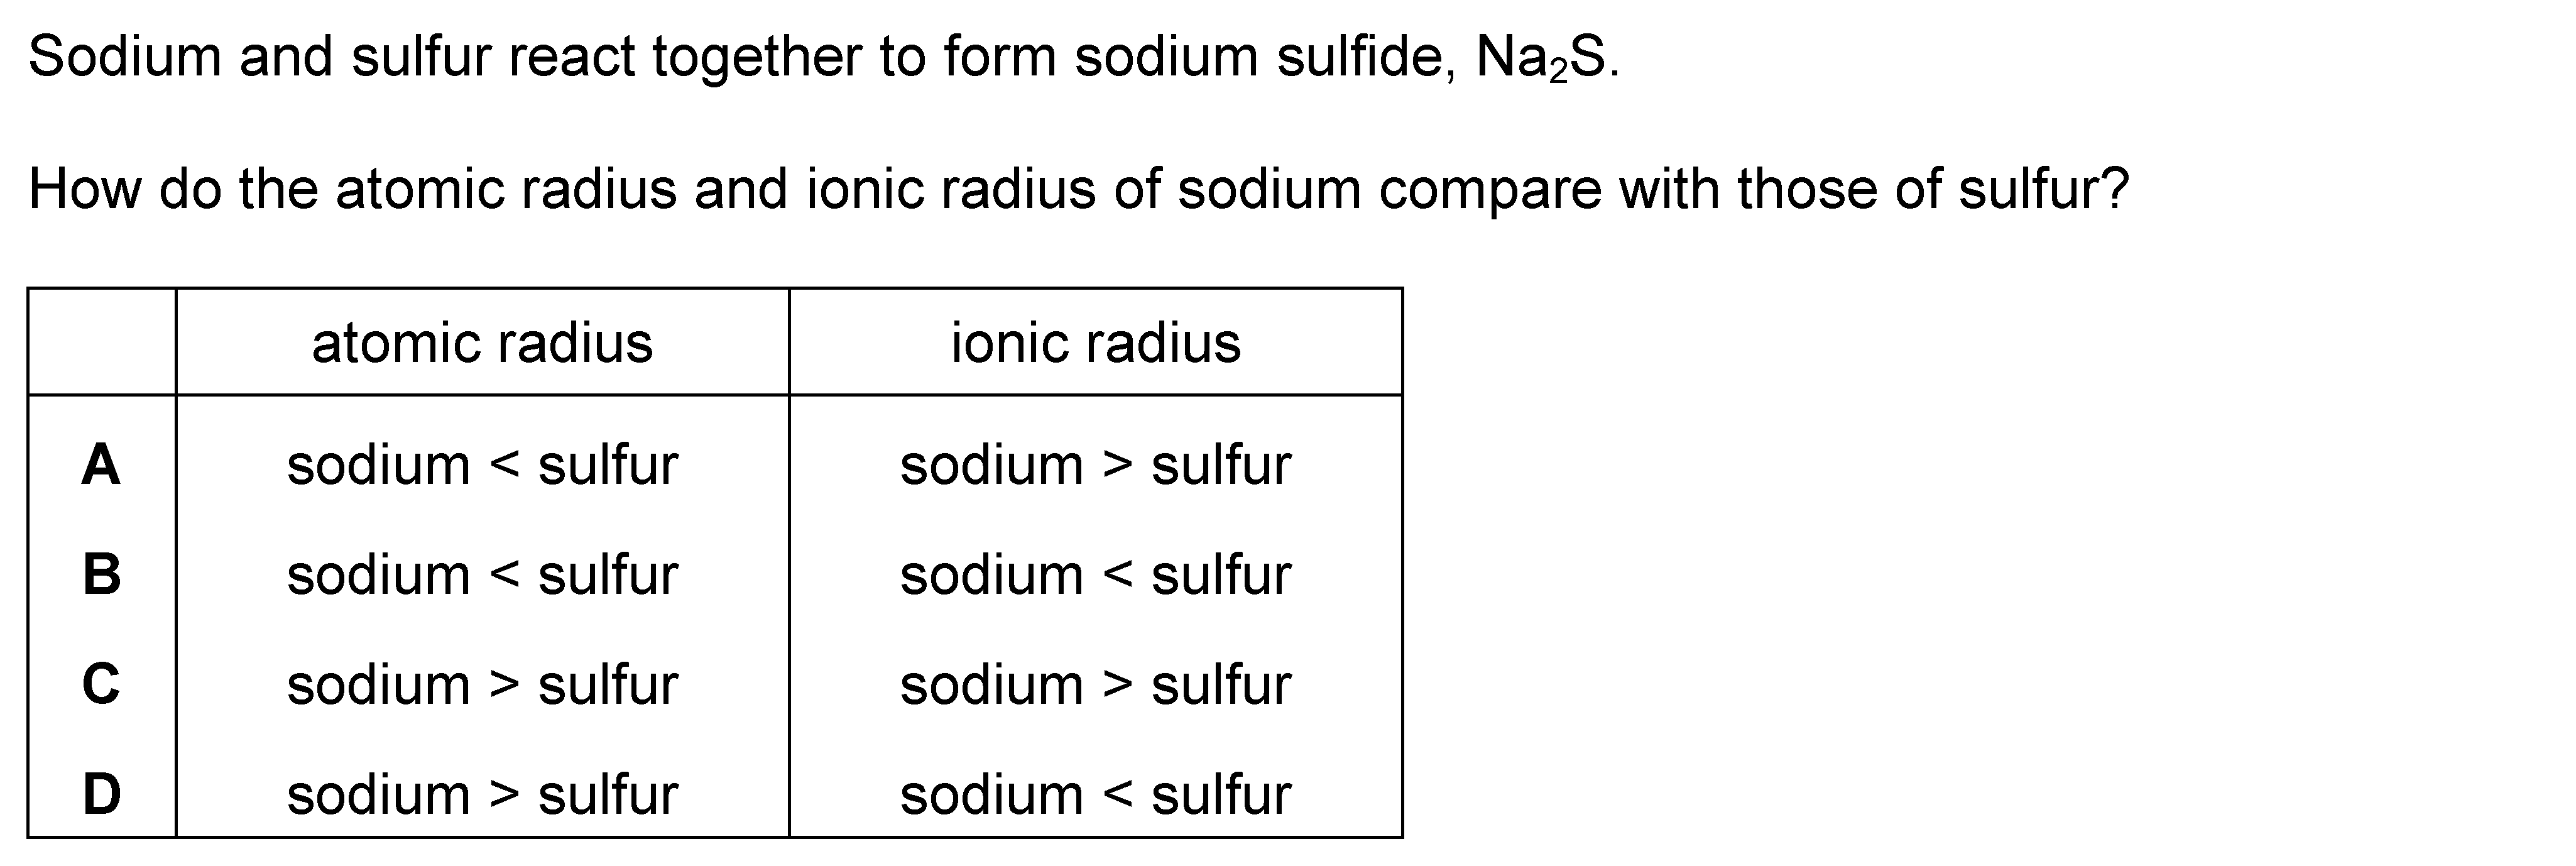 Sodium and sulfur react together to form sodium sulfide, Na₂S.
How do the atomic radius and ionic radius of sodium compare with those of sulfur?
atomic radius ionic radius
A sodium < sulfur sodium > sulfur
B sodium < sulfur sodium < sulfur
C sodium > sulfur sodium > sulfur
D sodium > sulfur sodium < sulfur